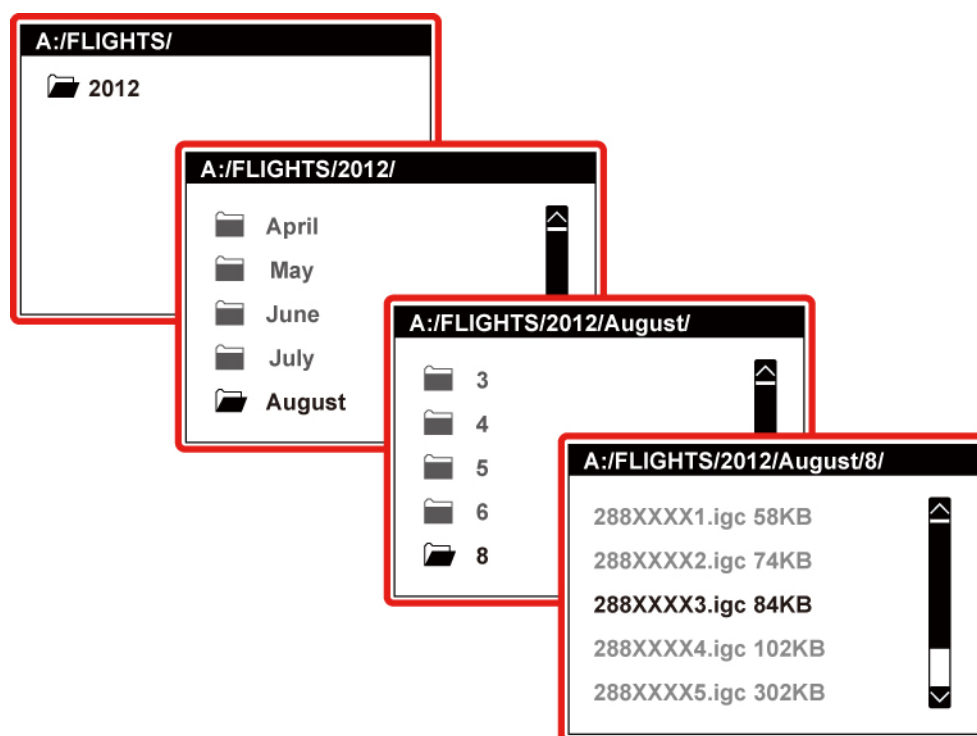 A:/FLIGHTS/
2012
A:/FLIGHTS/2012/
April
May
June
July
August
A:/FLIGHTS/2012/August/
3
4
5
6
8
A:/FLIGHTS/2012/August/8/
288XXXX1.igc 58KB
288XXXX2.igc 74KB
288XXXX3.igc 84KB
288XXXX4.igc 102KB
288XXXX5.igc 302KB